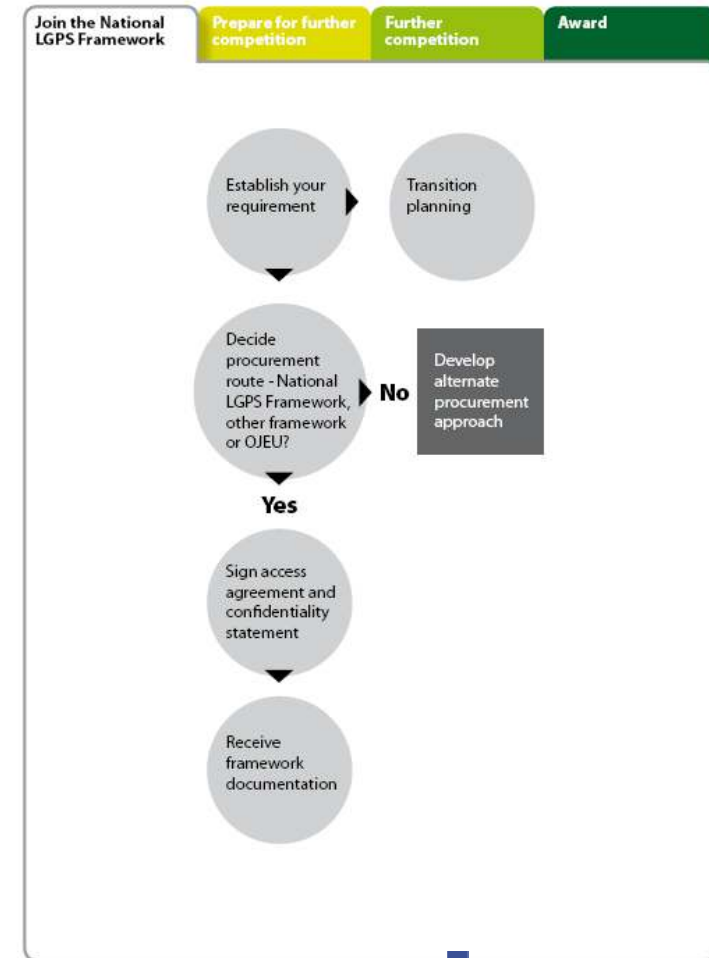 Join the National
LGPS Framework
Prepare for further
competition
Further
competition
Award
Establish your
requirement
Transition
planning
Decide
procurement
route - National
LGPS Framework,
other framework
or OJEU?
No
Develop
alternate
procurement
approach
Yes
Sign access
agreement and
confidentiality
statement
Receive
framework
documentation